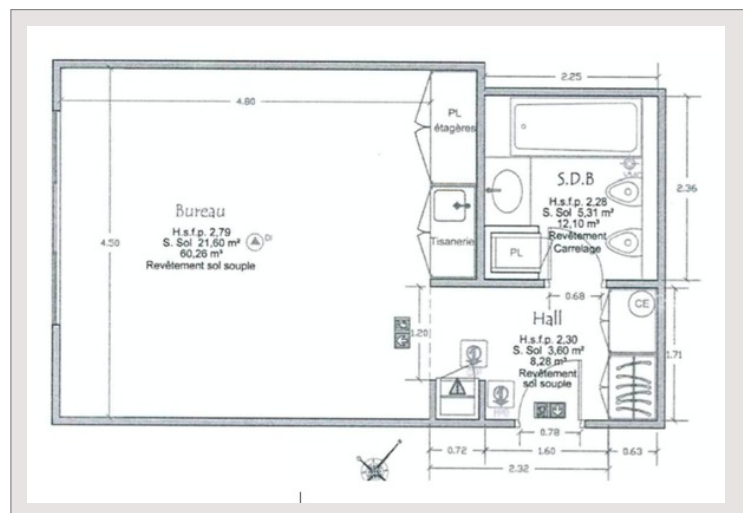 2.25
4.80
PL
étagères
S.D.B
H.s.f.p. 2,28
S. Sol 5,31 m²
12,10 m³
Revêtement
Carrelage
2.36
Bureau
H.s.f.p. 2,79
S. Sol 21,60 m²
60,26 m³
Revêtement sol souple
DI
4.50
Tisanerie
PL
0.68
CE
Hall
H.s.f.p. 2,30
S. Sol 3,60 m²
8,28 m³
Revêtement
sol souple
1.20
1.71
0.78
0.72
1.60
0.63
2.32